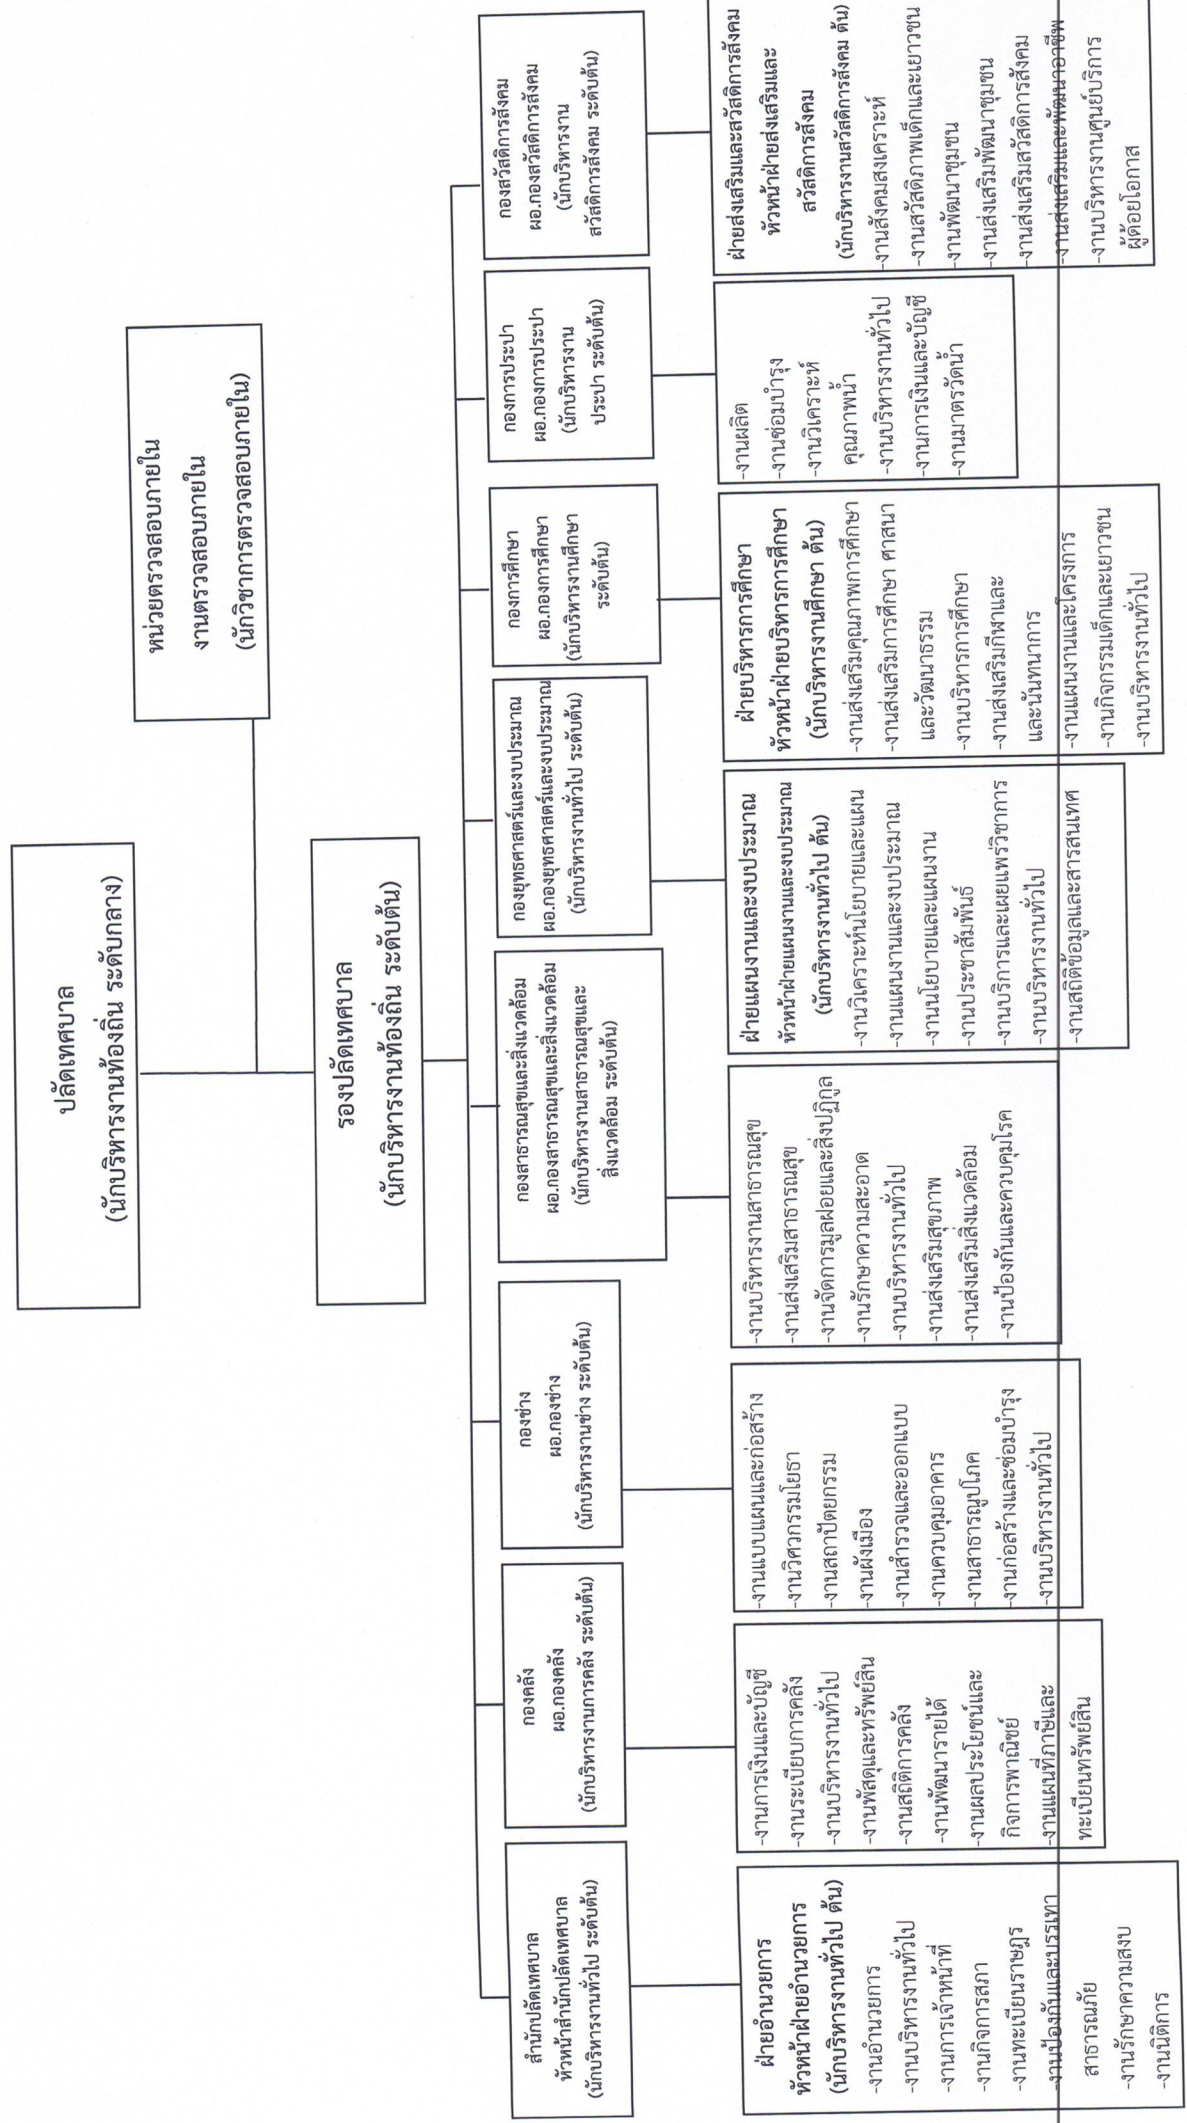 ปลัดเทศบาล
(นักบริหารงานท้องถิ่น ระดับกลาง)
หน่วยตรวจสอบภายใน
งานตรวจสอบภายใน
(นักวิชาการตรวจสอบภายใน)
รองปลัดเทศบาล
(นักบริหารงานท้องถิ่น ระดับต้น)
สำนักปลัดเทศบาล
หัวหน้าสำนักปลัดเทศบาล
(นักบริหารงานทั่วไป ระดับต้น)
กองคลัง
ผอ.กองคลัง
(นักบริหารงานการคลัง ระดับต้น)
กองช่าง
ผอ.กองช่าง
(นักบริหารงานช่าง ระดับต้น)
กองสาธารณสุขและสิ่งแวดล้อม
ผอ.กองสาธารณสุขและสิ่งแวดล้อม
(นักบริหารงานสาธารณสุขและ
สิ่งแวดล้อม ระดับต้น)
กองยุทธศาสตร์และงบประมาณ
ผอ.กองยุทธศาสตร์และงบประมาณ
(นักบริหารงานทั่วไป ระดับต้น)
กองการศึกษา
ผอ.กองการศึกษา
(นักบริหารงานศึกษา
ระดับต้น)
กองการประปา
ผอ.กองการประปา
(นักบริหารงาน
ประปา ระดับต้น)
กองสวัสดิการสังคม
ผอ.กองสวัสดิการสังคม
(นักบริหารงาน
สวัสดิการสังคม ระดับต้น)
ฝ่ายอำนวยการ
หัวหน้าฝ่ายอำนวยการ
(นักบริหารงานทั่วไป ต้น)
-งานอำนวยการ
-งานบริหารงานทั่วไป
-งานการเจ้าหน้าที่
-งานกิจการสภา
-งานทะเบียนราษฎร
-งานป้องกันและบรรเทา
สาธารณภัย
-งานรักษาความสงบ
-งานนิติการ
-งานการเงินและบัญชี
-งานระเบียบการคลัง
-งานบริหารงานทั่วไป
-งานพัสดุและทรัพย์สิน
-งานสถิติการคลัง
-งานพัฒนารายได้
-งานผลประโยชน์และ
กิจการพาณิชย์
-งานแผนที่ภาษีและ
ทะเบียนทรัพย์สิน
-งานแบบแผนและก่อสร้าง
-งานวิศวกรรมโยธา
-งานสถาปัตยกรรม
-งานผังเมือง
-งานสำรวจและออกแบบ
-งานควบคุมอาคาร
-งานสาธารณูปโภค
-งานก่อสร้างและซ่อมบำรุง
-งานบริหารงานทั่วไป
-งานบริหารงานสาธารณสุข
-งานส่งเสริมสาธารณสุข
-งานจัดการมูลฝอยและสิ่งปฏิกูล
-งานรักษาความสะอาด
-งานบริหารงานทั่วไป
-งานส่งเสริมสุขภาพ
-งานส่งเสริมสิ่งแวดล้อม
-งานป้องกันและควบคุมโรค
ฝ่ายแผนงานและงบประมาณ
หัวหน้าฝ่ายแผนงานและงบประมาณ
(นักบริหารงานทั่วไป ต้น)
-งานวิเคราะห์นโยบายและแผน
-งานแผนงานและงบประมาณ
-งานนโยบายและแผนงาน
-งานประชาสัมพันธ์
-งานบริการและเผยแพร่วิชาการ
-งานบริหารงานทั่วไป
-งานสถิติข้อมูลและสารสนเทศ
ฝ่ายบริหารการศึกษา
หัวหน้าฝ่ายบริหารการศึกษา
(นักบริหารงานศึกษา ต้น)
-งานส่งเสริมคุณภาพการศึกษา
-งานส่งเสริมการศึกษา ศาสนา
และวัฒนาธรรม
-งานบริหารการศึกษา
-งานส่งเสริมกีฬาและ
และนันทนาการ
-งานแผนงานและโครงการ
-งานกิจกรรมเด็กและเยาวชน
-งานบริหารงานทั่วไป
-งานผลิต
-งานซ่อมบำรุง
-งานวิเคราะห์
คุณภาพน้ำ
-งานบริหารงานทั่วไป
-งานการเงินและบัญชี
-งานมาตรวัดน้ำ
ฝ่ายส่งเสริมและสวัสดิการสังคม
หัวหน้าฝ่ายส่งเสริมและ
สวัสดิการสังคม
(นักบริหารงานสวัสดิการสังคม ต้น)
-งานสังคมสงเคราะห์
-งานสวัสดิภาพเด็กและเยาวชน
-งานพัฒนาชุมชน
-งานส่งเสริมพัฒนาชุมชน
-งานส่งเสริมสวัสดิการสังคม
-งานส่งเสริมและพัฒนาอาชีพ
-งานบริหารงานศูนย์บริการ
ผู้ด้อยโอกาส